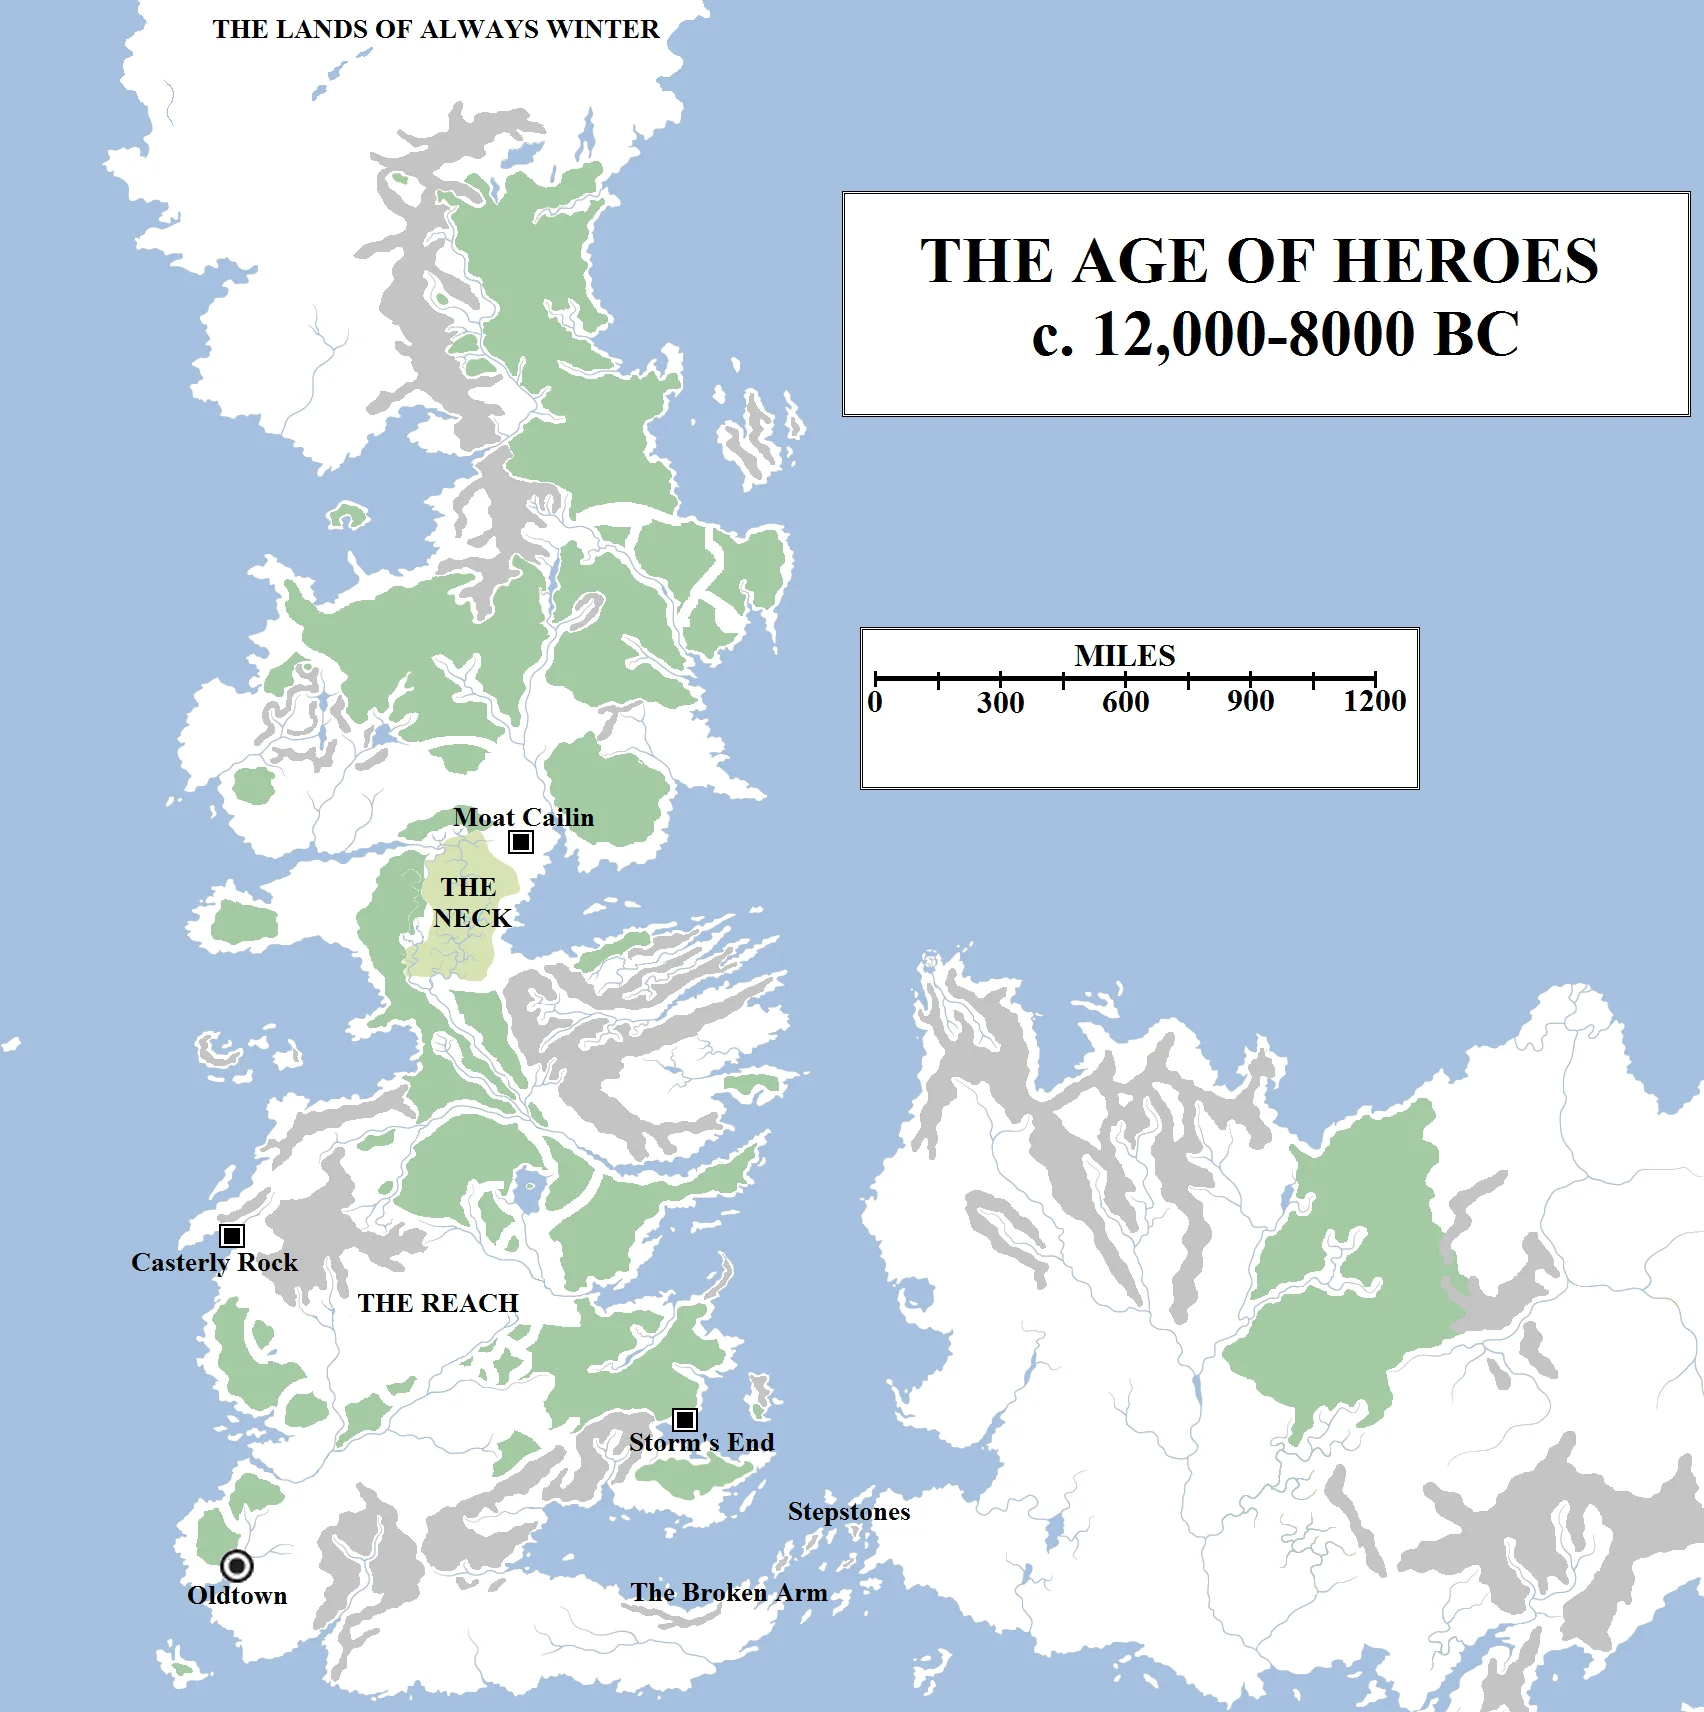 THE LANDS OF ALWAYS WINTER
THE AGE OF HEROES
c. 12,000-8000 BC
MILES
0 300 600 900 1200
Moat Cailin
THE
NECK
Casterly Rock
THE REACH
Storm's End
Stepstones
The Broken Arm
Oldtown